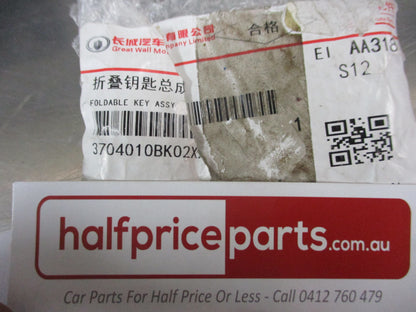 长城汽车有限公司
Great Wall Mo pany Limited
合格
EI AA318
S12
折叠钥匙总成
FOLDABLE KEY ASSY
1
3704010BK02X
halfpriceparts.com.au
Car Parts For Half Price Or Less - Call 0412 760 479